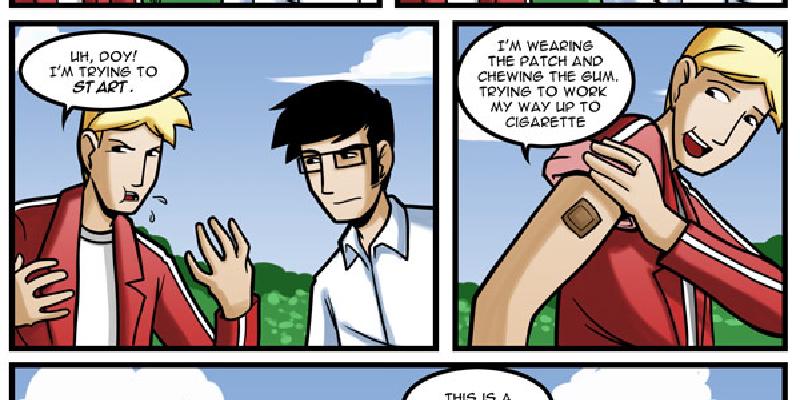 UH, DOY!
I'M TRYING TO
START.
I'M WEARING
THE PATCH AND
CHEWING THE GUM.
TRYING TO WORK
MY WAY UP TO
CIGARETTE
THIS IS A